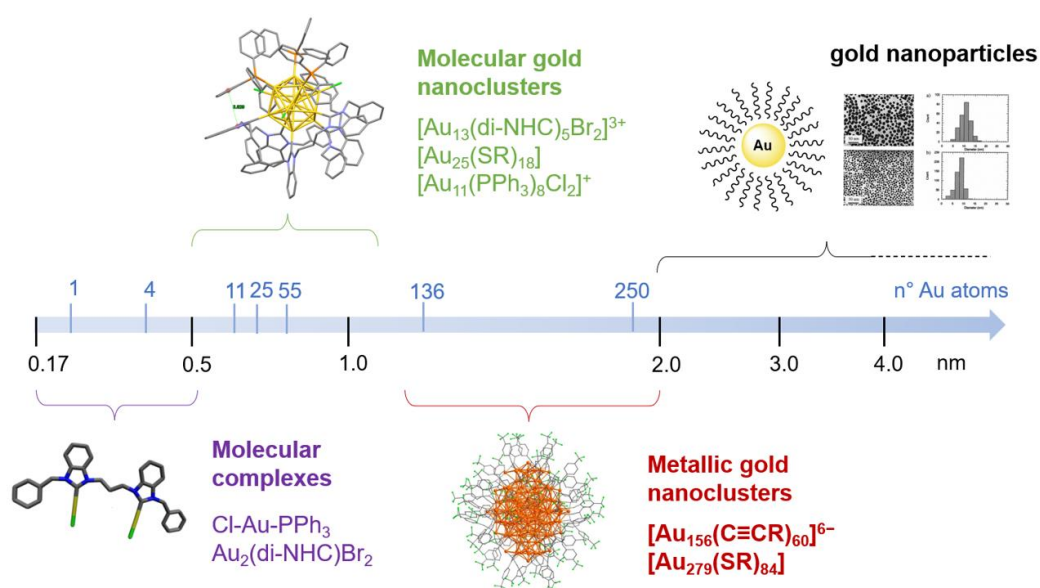 Molecular gold
nanoclusters
[Au₁₃(di-NHC)₅Br₂]³⁺
[Au₂₅(SR)₁₈]
[Au₁₁(PPh₃)₈Cl₂]⁺
gold nanoparticles
Au
1
4
11
25
55
136
250
n° Au atoms
0.17
0.5
1.0
2.0
3.0
4.0
nm
Molecular
complexes
Cl-Au-PPh₃
Au₂(di-NHC)Br₂
Metallic gold
nanoclusters
[Au₁₅₆(C≡CR)₆₀]⁶⁻
[Au₂₇₉(SR)₈₄]